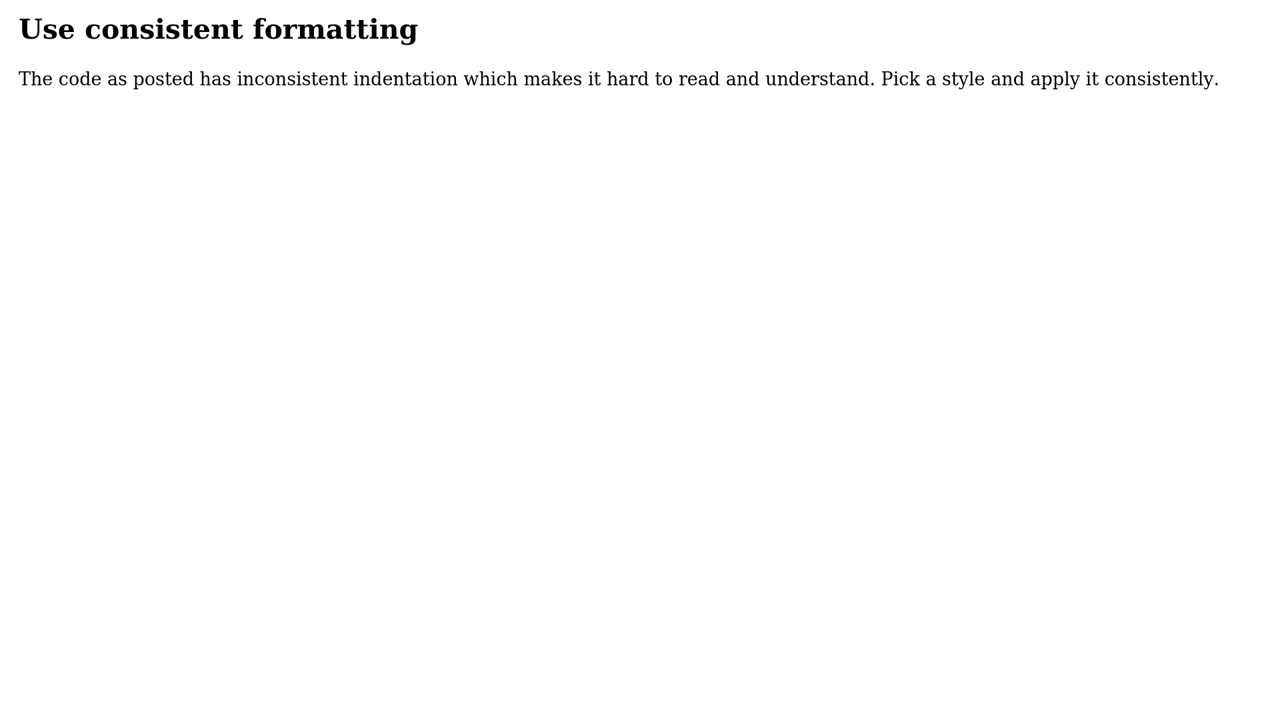 Use consistent formatting
The code as posted has inconsistent indentation which makes it hard to read and understand. Pick a style and apply it consistently.